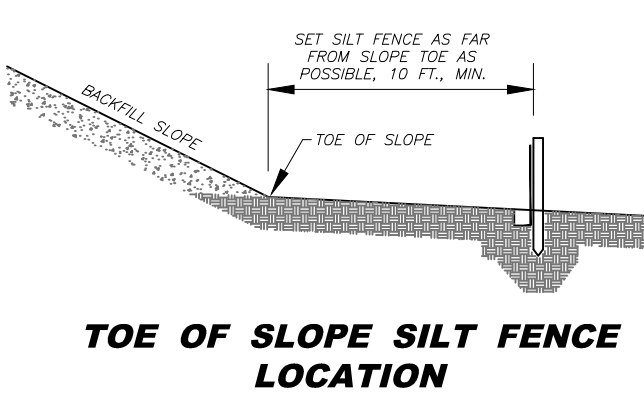 SET SILT FENCE AS FAR
FROM SLOPE TOE AS
POSSIBLE, 10 FT., MIN.
BACKFILL SLOPE
TOE OF SLOPE
TOE OF SLOPE SILT FENCE
LOCATION